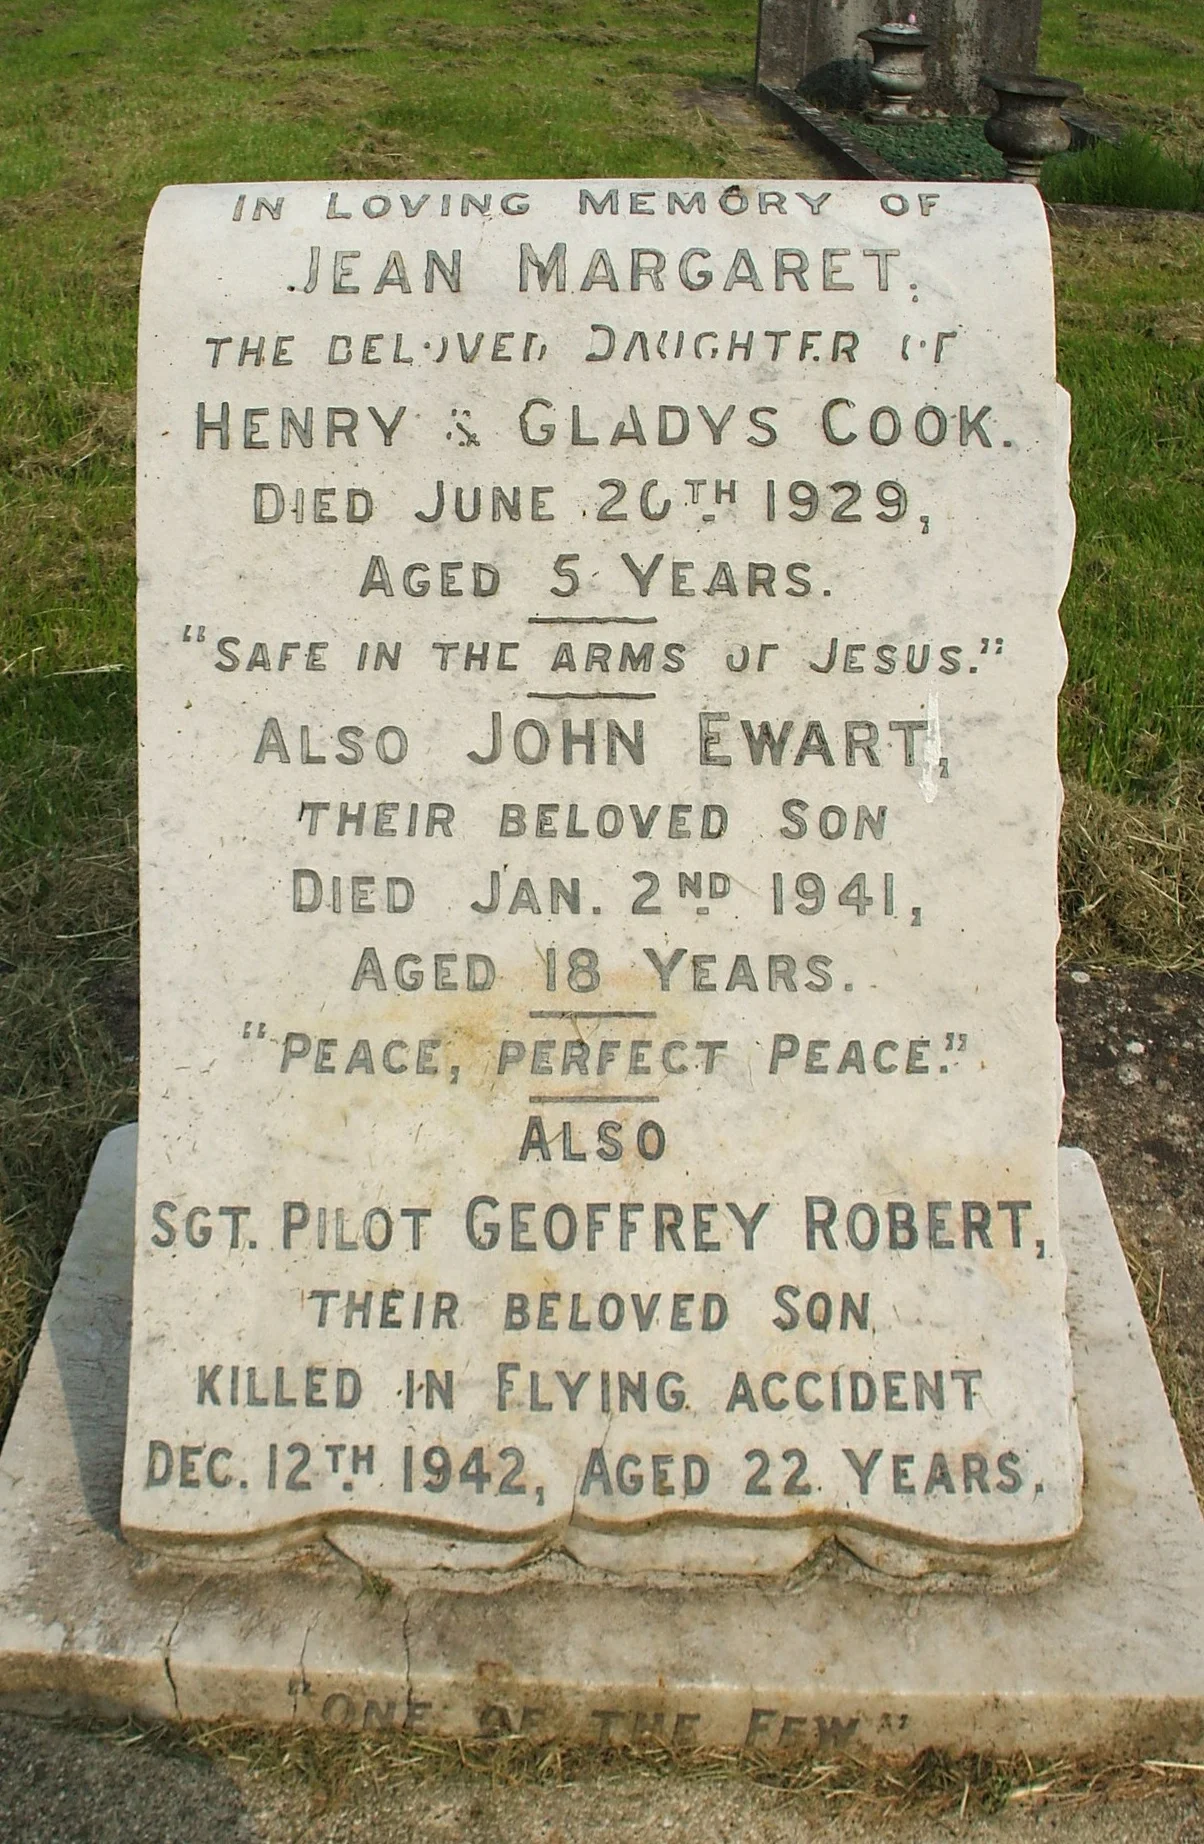 IN LOVING MEMORY OF
JEAN MARGARET.
THE BELOVED DAUGHTER OF
HENRY & GLADYS COOK.
DIED JUNE 1929,
AGED 5 YEARS.
"SAFE IN THE ARMS OF JESUS."
ALSO JOHN EWART,
THEIR BELOVED SON
DIED JAN. 2ND 1941,
AGED 18 YEARS.
"PEACE, PERFECT PEACE."
ALSO
SGT. PILOT GEOFFREY ROBERT,
THEIR BELOVED SON
KILLED IN FLYING ACCIDENT
DEC. 12TH 1942, AGED 22 YEARS.
"ONE OF THE FEW"